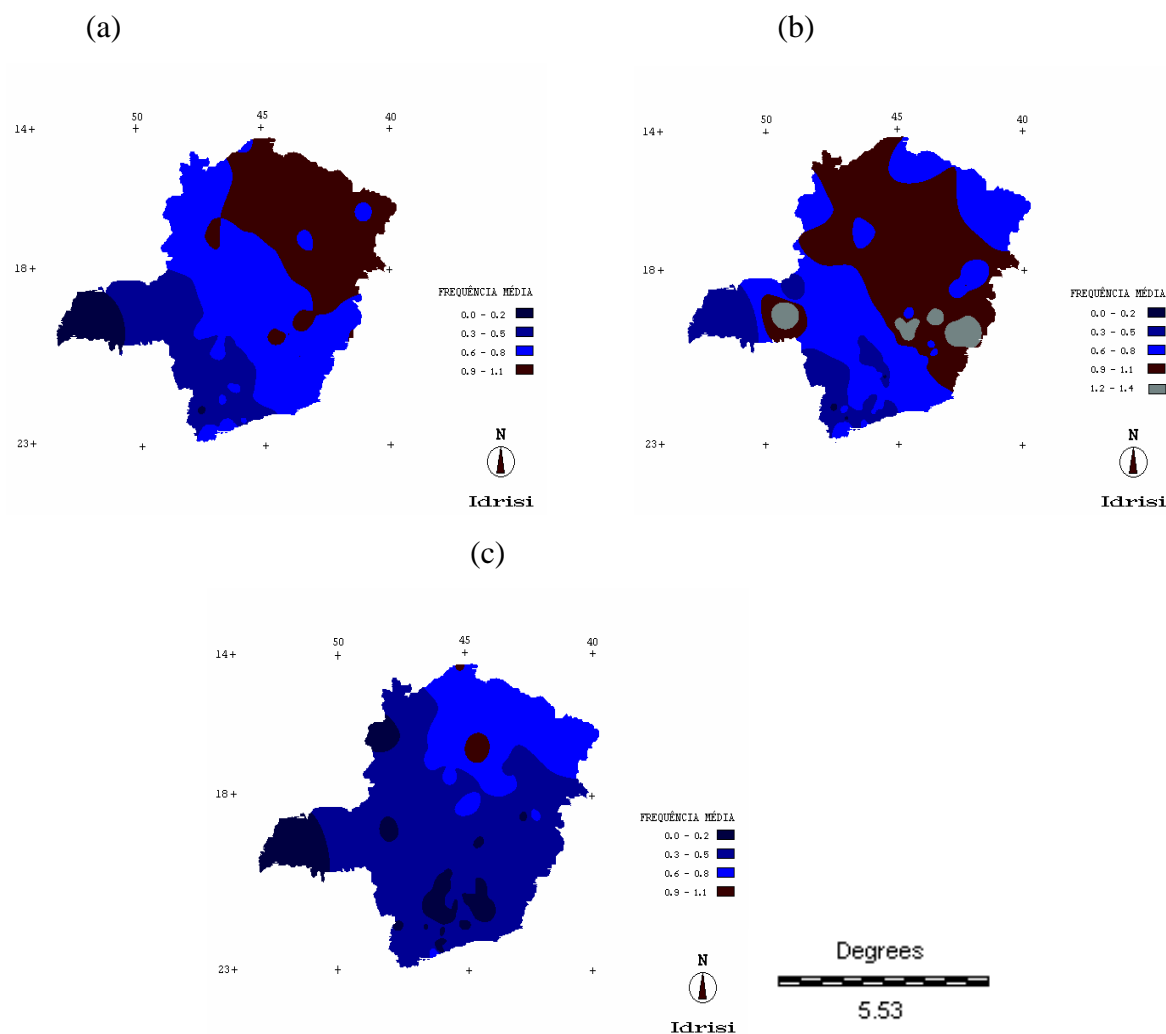 (a)
50 45 40
14+
18+
23+
FREQUÊNCIA MÉDIA
0.0 - 0.2
0.3 - 0.5
0.6 - 0.8
0.9 - 1.1
N
Idrisi
(b)
50 45 40
14+
18+
23+
FREQUÊNCIA MÉDIA
0.0 - 0.2
0.3 - 0.5
0.6 - 0.8
0.9 - 1.1
1.2 - 1.4
N
Idrisi
(c)
50 45 40
14+
18+
23+
FREQUÊNCIA MÉDIA
0.0 - 0.2
0.3 - 0.5
0.6 - 0.8
0.9 - 1.1
N
Idrisi
Degrees
5.53